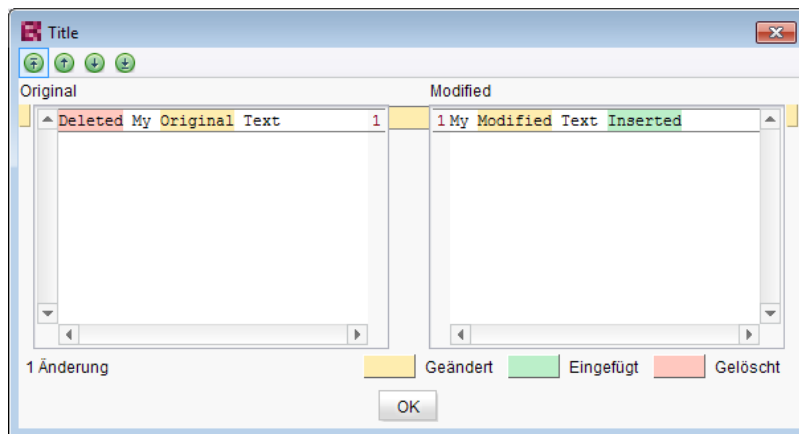 Title
Original
Modified
Deleted My Original Text 1
1 My Modified Text Inserted
1 Änderung
Geändert
Eingefügt
Gelöscht
OK